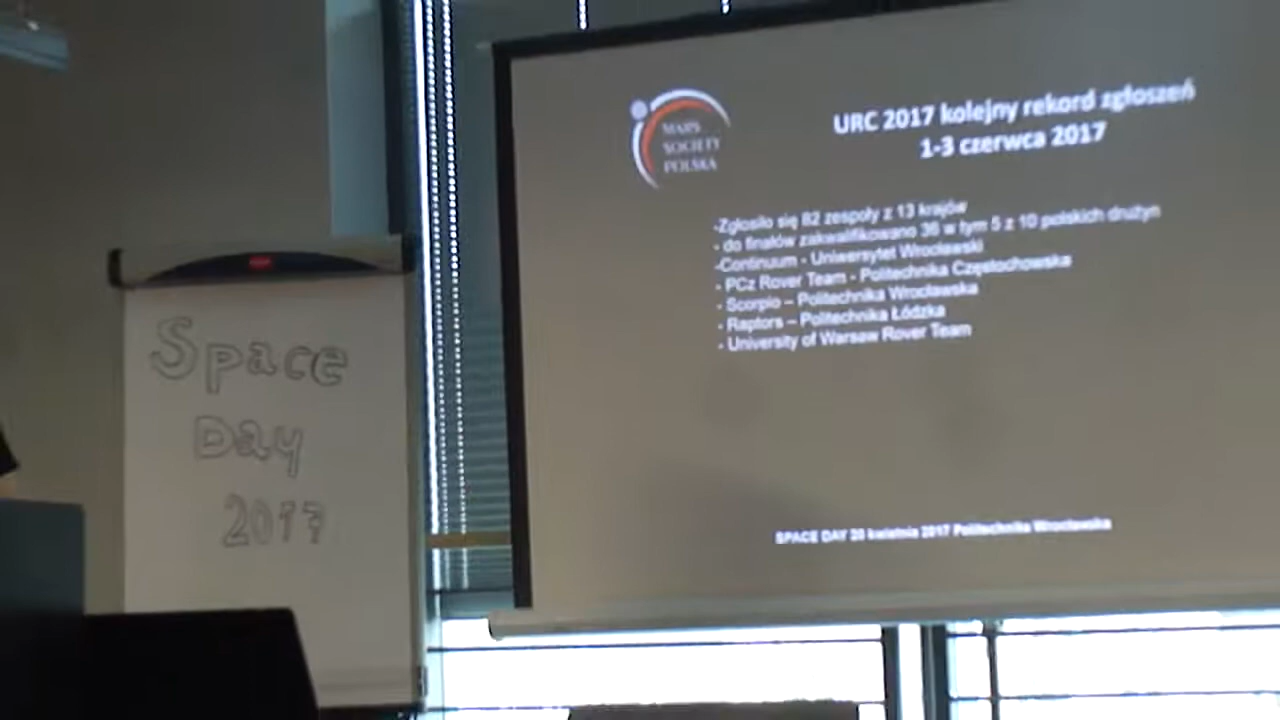 Space
Day
2017
MARS
SOCIETY
POLSKA
URC 2017 kolejny rekord zgłoszeń
1-3 czerwca 2017
-Zgłosiło się 82 zespoły z 13 krajów
- do finałów zakwalifikowano 36 w tym 5 z 10 polskich drużyn
-Continuum - Uniwersytet Wrocławski
- PCz Rover Team - Politechnika Częstochowska
- Scorpio – Politechnika Wrocławska
- Raptors – Politechnika Łódzka
- University of Warsaw Rover Team
SPACE DAY 20 kwietnia 2017 Politechnika Wrocławska